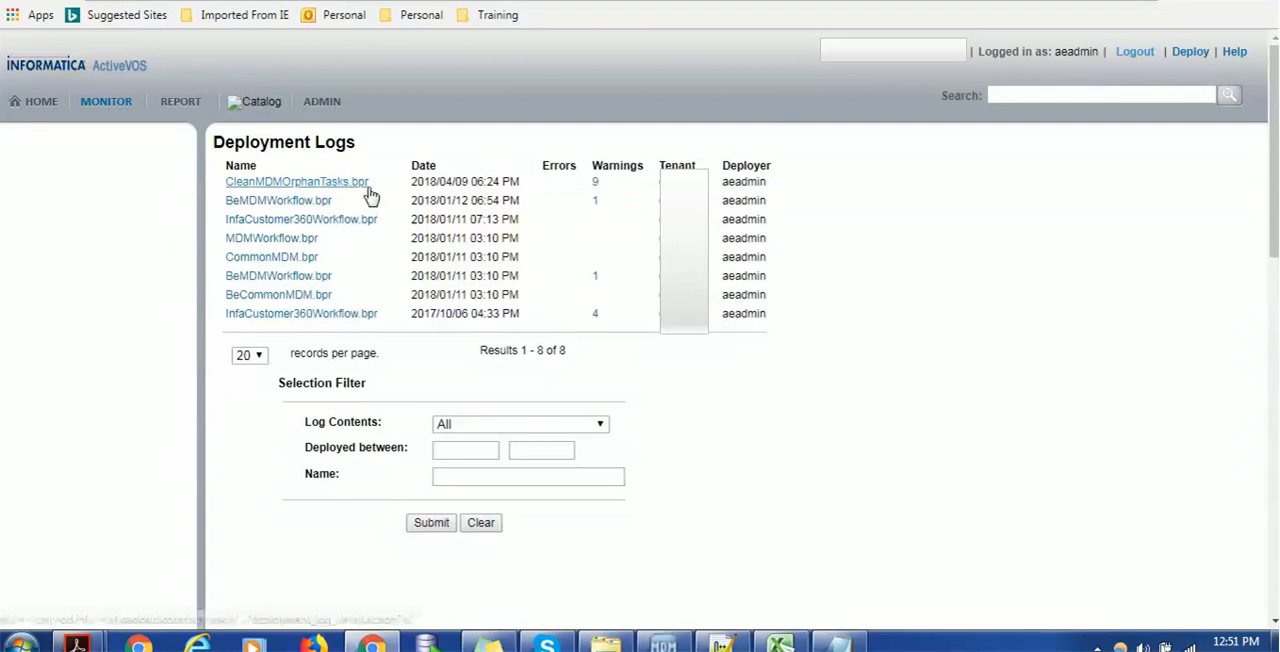 Apps Suggested Sites Imported From IE Personal Personal Training
| Logged in as: aeadmin | Logout | Deploy | Help
INFORMATICA ActiveVOS
HOME MONITOR REPORT Catalog ADMIN Search:
Deployment Logs
Name Date Errors Warnings Tenant Deployer
CleanMDMOrphanTasks.bpr 2018/04/09 06:24 PM 9 aeadmin
BeMDMWorkflow.bpr 2018/01/12 06:54 PM 1 aeadmin
InfaCustomer360Workflow.bpr 2018/01/11 07:13 PM aeadmin
MDMWorkflow.bpr 2018/01/11 03:10 PM aeadmin
CommonMDM.bpr 2018/01/11 03:10 PM aeadmin
BeMDMWorkflow.bpr 2018/01/11 03:10 PM 1 aeadmin
BeCommonMDM.bpr 2018/01/11 03:10 PM aeadmin
InfaCustomer360Workflow.bpr 2017/10/06 04:33 PM 4 aeadmin
20 records per page. Results 1 - 8 of 8
Selection Filter
Log Contents: All
Deployed between:
Name:
Submit Clear
MDM
12:51 PM